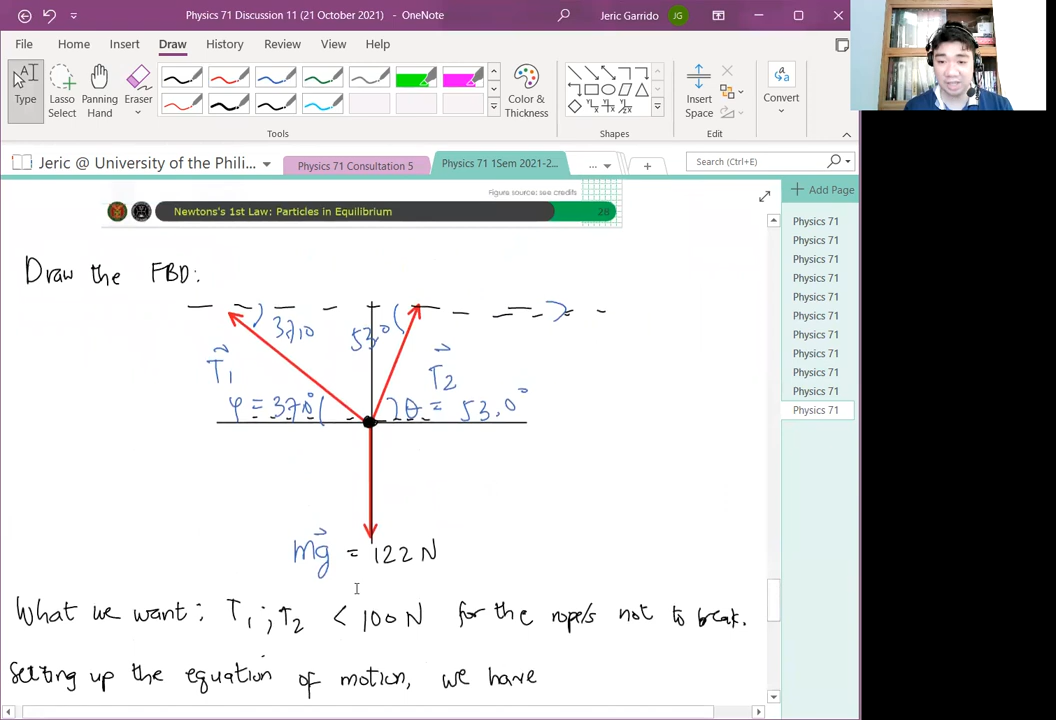 Physics 71 Discussion 11 (21 October 2021) - OneNote
Jeric Garrido
JG
File
Home
Insert
Draw
History
Review
View
Help
Type
Lasso Select
Panning Hand
Eraser
Color & Thickness
Insert Space
Convert
Tools
Shapes
Edit
Jeric @ University of the Phili...
Physics 71 Consultation 5
Physics 71 1Sem 2021-2...
...
Search (Ctrl+E)
Add Page
Physics 71
Physics 71
Physics 71
Physics 71
Physics 71
Physics 71
Physics 71
Physics 71
Physics 71
Physics 71
Physics 71
Figure source: see credits
Newtons's 1st Law: Particles in Equilibrium
28
Draw the FBD:
37.0
53.0
T1
T2
φ = 37.0°
θ = 53.0°
mg = 122 N
What we want: T1; T2 < 100 N for the rope/s not to break.
Setting up the equation of motion, we have